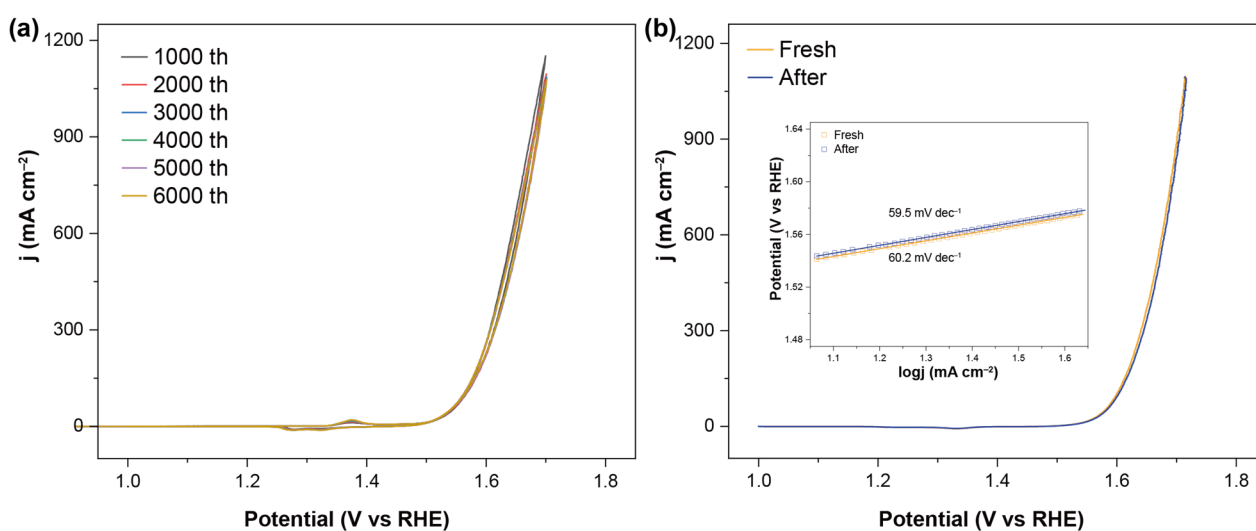 (a)
1200
900
600
300
0
j (mA cm⁻²)
1000 th
2000 th
3000 th
4000 th
5000 th
6000 th
1.0 1.2 1.4 1.6 1.8
Potential (V vs RHE)
(b)
1200
900
600
300
0
j (mA cm⁻²)
Fresh
After
1.64
1.60
1.56
1.52
1.48
Potential (V vs RHE)
Fresh
After
59.5 mV dec⁻¹
60.2 mV dec⁻¹
1.1 1.2 1.3 1.4 1.5 1.6
logj (mA cm⁻²)
1.0 1.2 1.4 1.6 1.8
Potential (V vs RHE)